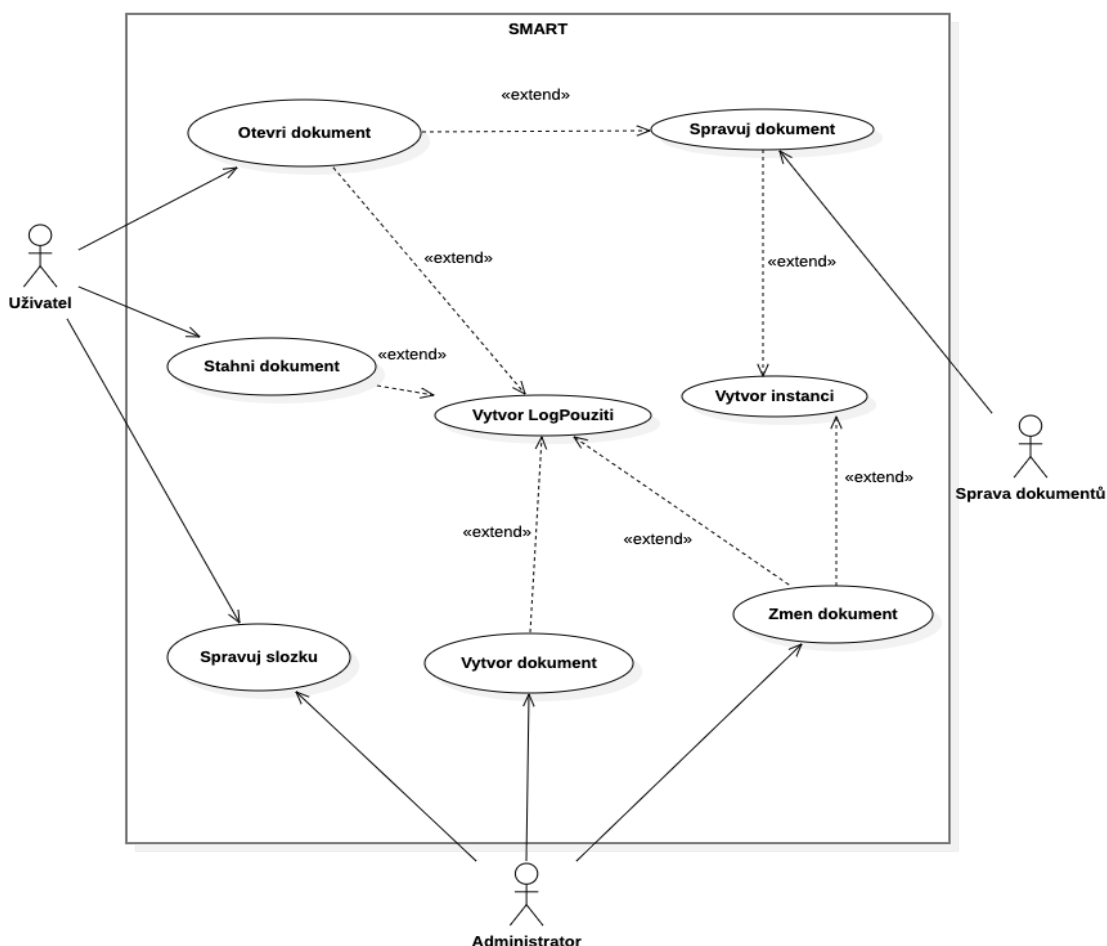 SMART
«extend»
Otevri dokument
Spravuj dokument
Uživatel
«extend»
«extend»
Stahni dokument
«extend»
Vytvor LogPouziti
Vytvor instanci
Sprava dokumentů
«extend»
«extend»
«extend»
Zmen dokument
Spravuj slozku
Vytvor dokument
Administrator